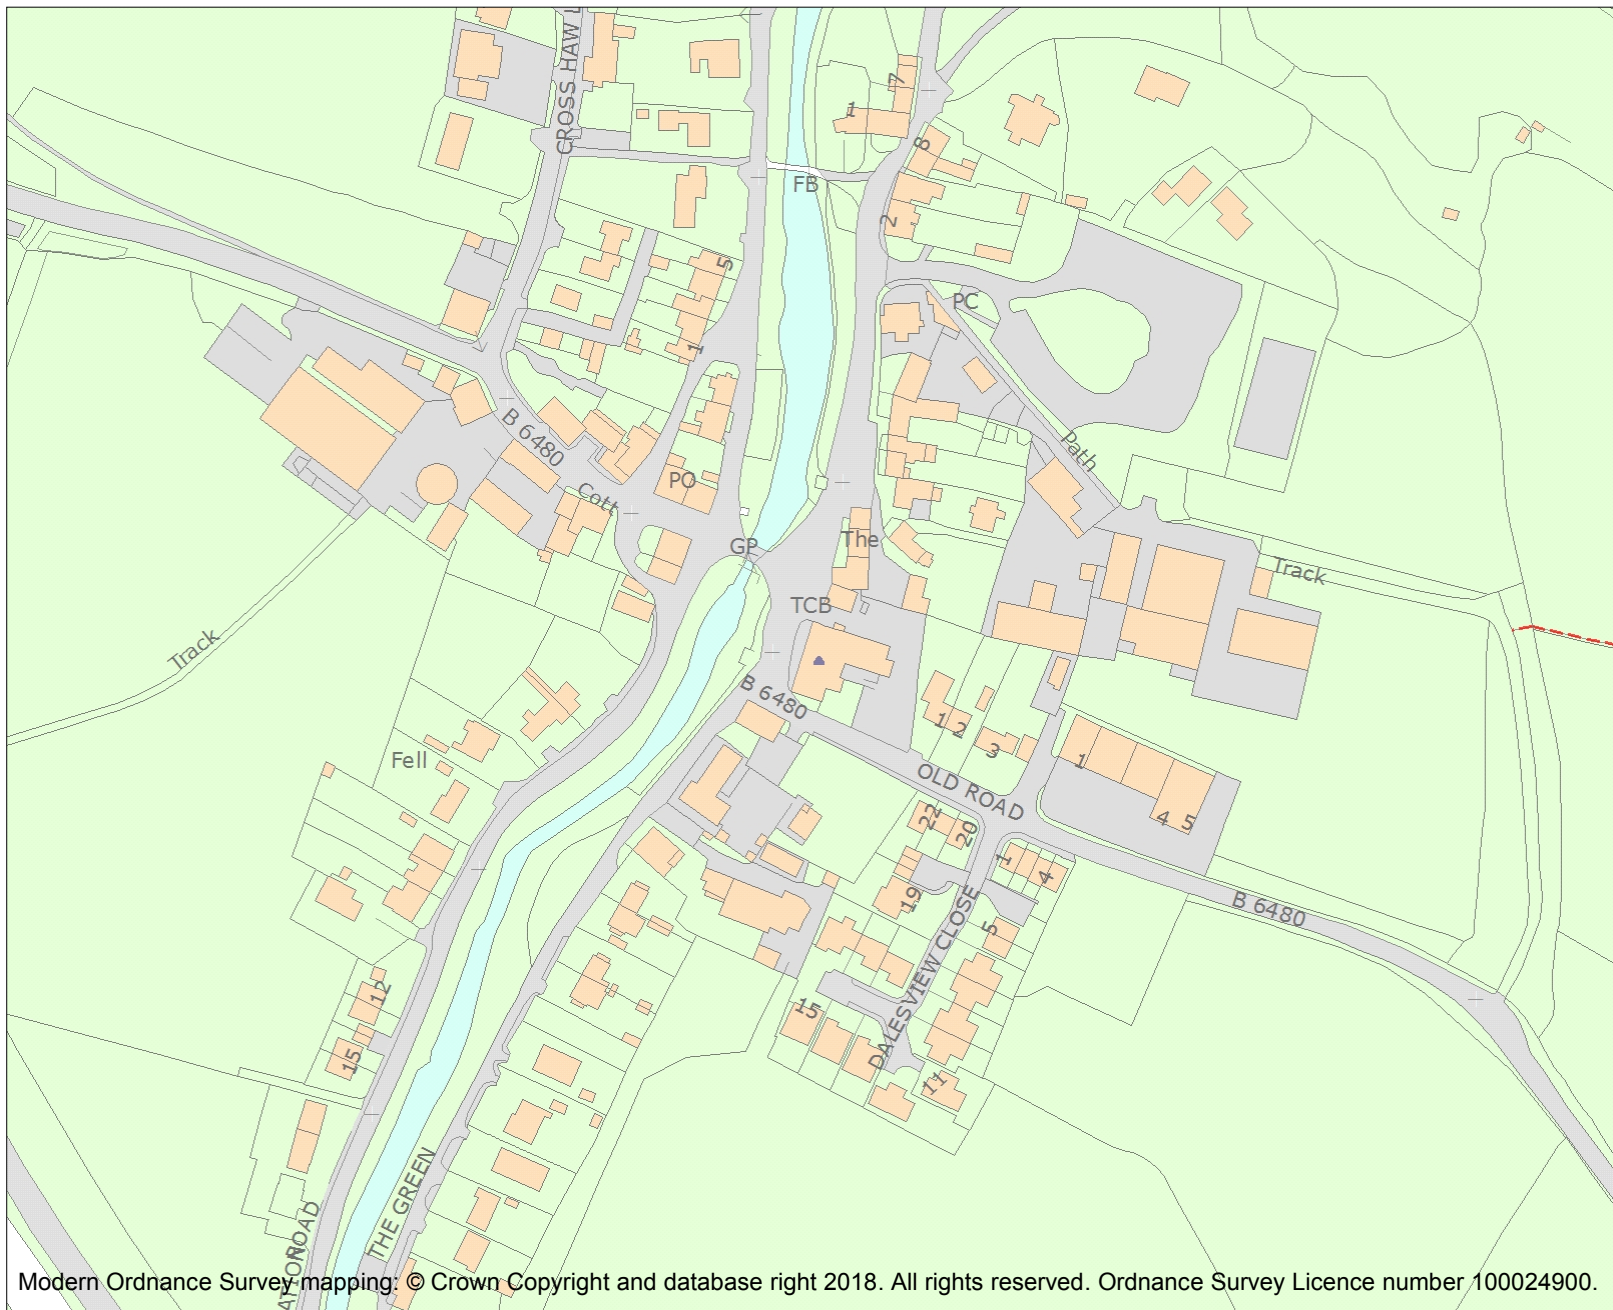 CROSS HAW L
7
1
8
FB
2
5
PC
1
B 6480
Path
PO
Cott
GP
The
Track
TCB
Track
B 6480
1
2
3
Fell
1
OLD ROAD
4
5
22
20
1
4
19
B 6480
5
DALESVIEW CLOSE
12
15
15
11
THE GREEN
ATION ROAD
Modern Ordnance Survey mapping: © Crown Copyright and database right 2018. All rights reserved. Ordnance Survey Licence number 100024900.